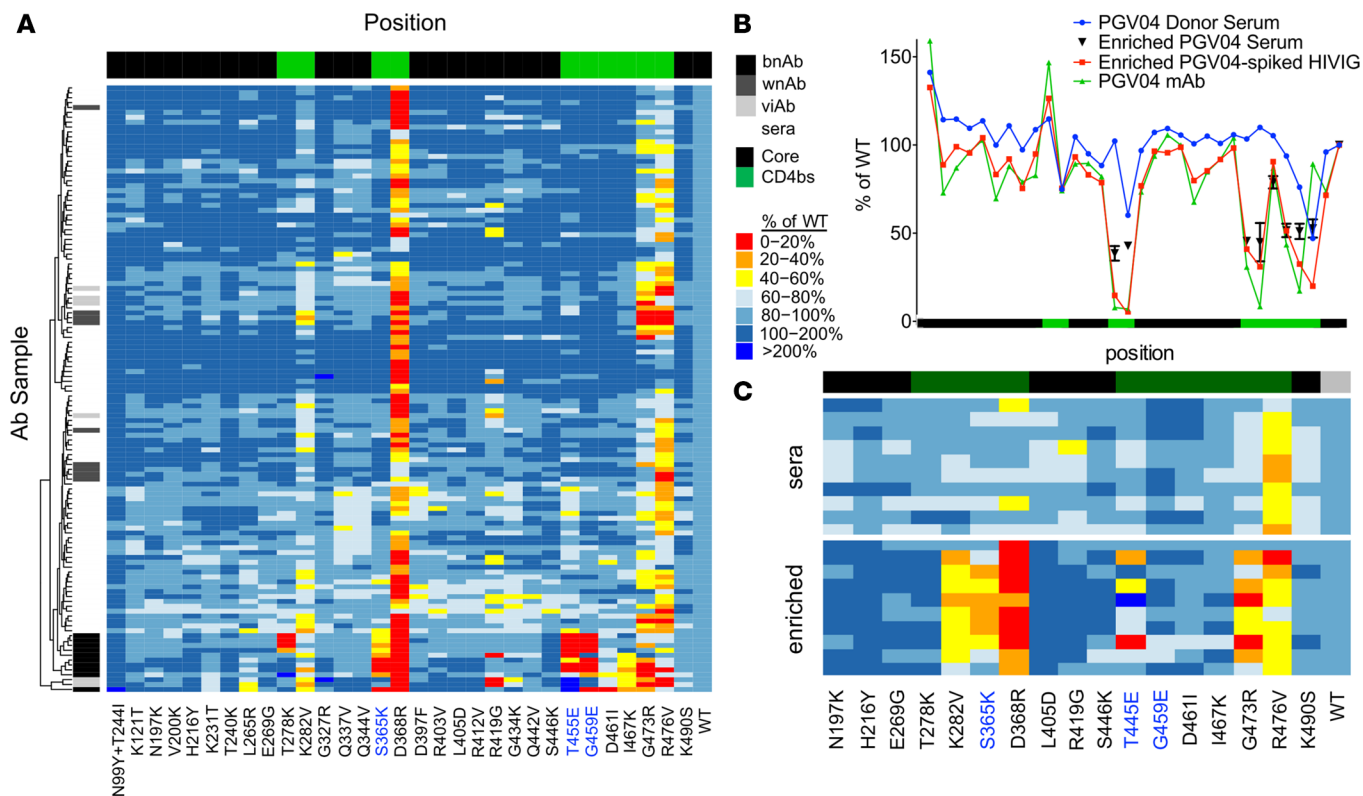 A
Position
Ab Sample
bnAb
wnAb
viAb
sera
Core
CD4bs
% of WT
0–20%
20–40%
40–60%
60–80%
80–100%
100–200%
>200%
N99Y+T244I
K121T
N197K
V200K
H216Y
K231T
T240K
L265R
E269G
T278K
K282V
G327R
Q337V
Q344V
S365K
D368R
D397F
R403V
L405D
R412V
R419G
G434K
Q442V
S446K
T455E
G459E
D461I
I467K
G473R
R476V
K490S
WT
B
PGV04 Donor Serum
Enriched PGV04 Serum
Enriched PGV04-spiked HIVIG
PGV04 mAb
% of WT
150
100
50
0
position
C
sera
enriched
N197K
H216Y
E269G
T278K
K282V
S365K
D368R
L405D
R419G
S446K
T445E
G459E
D461I
I467K
G473R
R476V
K490S
WT